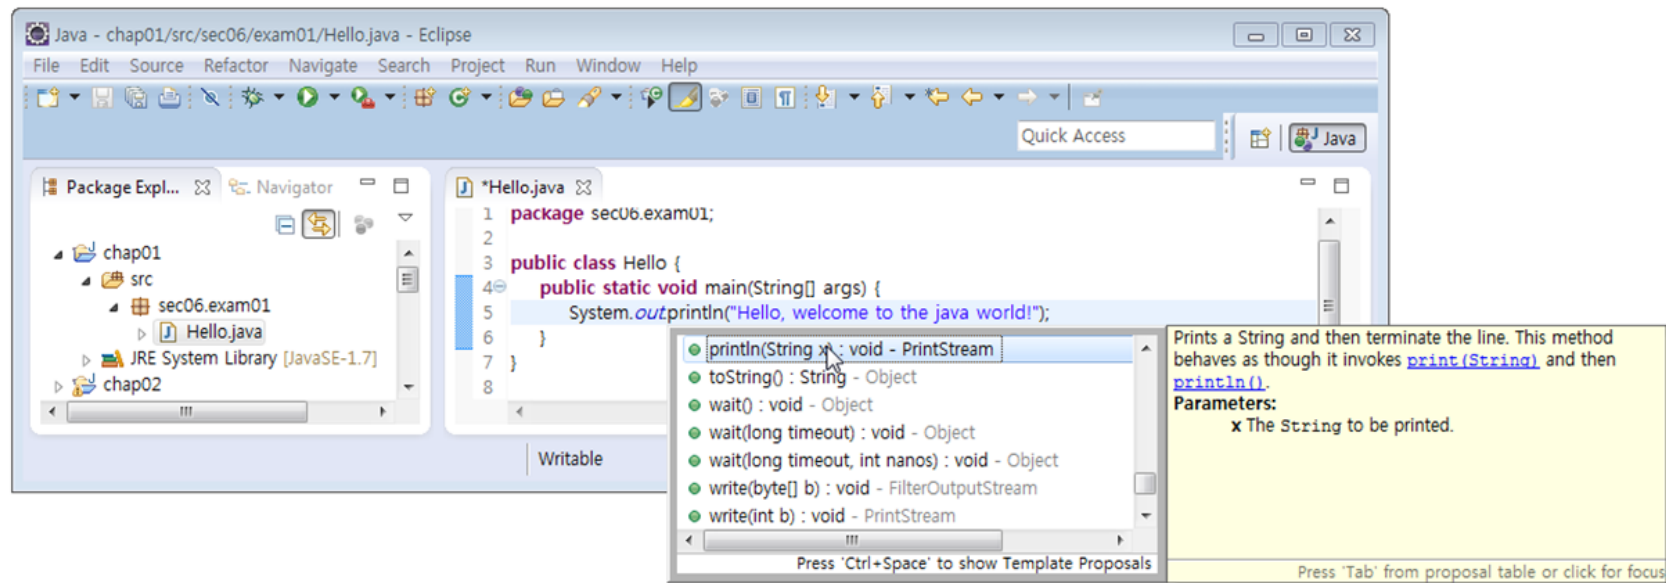 Java - chap01/src/sec06/exam01/Hello.java - Eclipse
File Edit Source Refactor Navigate Search Project Run Window Help
Quick Access
Java
Package Expl...
Navigator
chap01
src
sec06.exam01
Hello.java
JRE System Library [JavaSE-1.7]
chap02
*Hello.java
1 package sec06.exam01;
2
3 public class Hello {
4 public static void main(String[] args) {
5 System.out.println("Hello, welcome to the java world!");
6 }
7 }
8
Writable
println(String x) : void - PrintStream
toString() : String - Object
wait() : void - Object
wait(long timeout) : void - Object
wait(long timeout, int nanos) : void - Object
write(byte[] b) : void - FilterOutputStream
write(int b) : void - PrintStream
Press 'Ctrl+Space' to show Template Proposals
Prints a String and then terminate the line. This method
behaves as though it invokes print(String) and then
println().
Parameters:
x The String to be printed.
Press 'Tab' from proposal table or click for focus